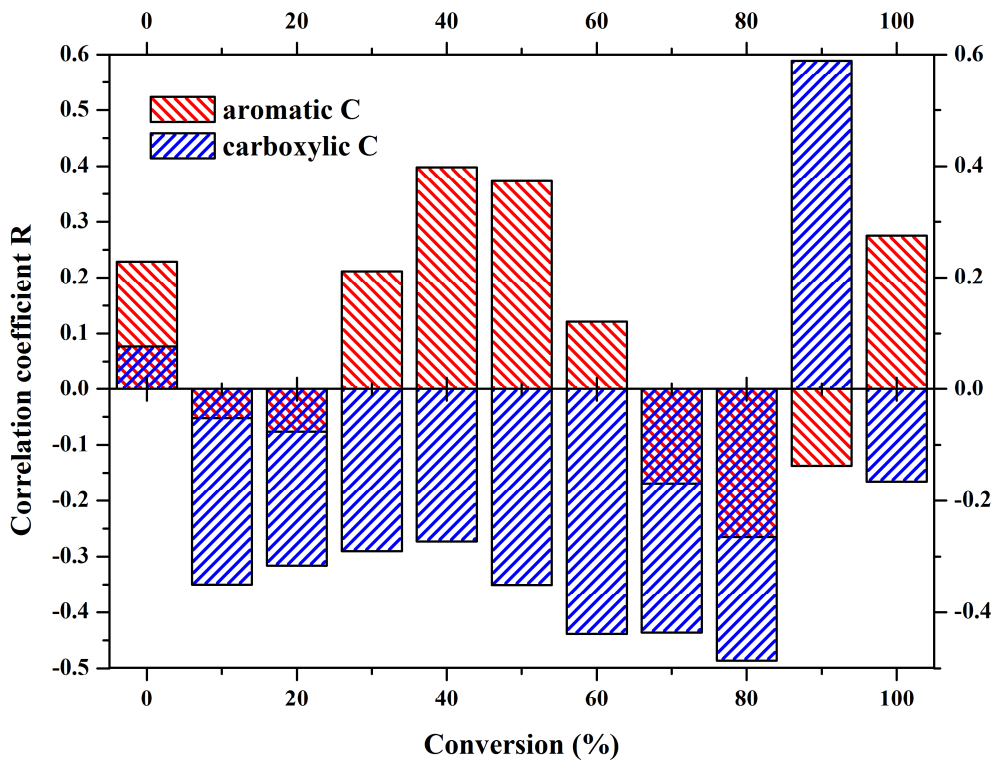 0 20 40 60 80 100
0.6 0.6
0.5
aromatic C
carboxylic C
0.4 0.4
0.3
0.2 0.2
0.1
0.0 0.0
-0.1
-0.2 -0.2
-0.3
-0.4 -0.4
-0.5
Correlation coefficient R
0 20 40 60 80 100
Conversion (%)